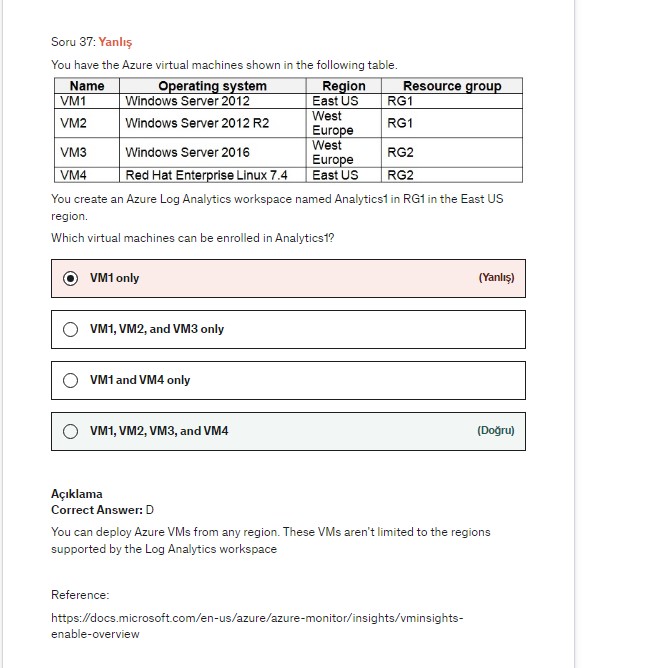 Soru 37: Yanlış
You have the Azure virtual machines shown in the following table.
Name Operating system Region Resource group
VM1 Windows Server 2012 East US RG1
VM2 Windows Server 2012 R2 West Europe RG1
VM3 Windows Server 2016 West Europe RG2
VM4 Red Hat Enterprise Linux 7.4 East US RG2
You create an Azure Log Analytics workspace named Analytics1 in RG1 in the East US
region.
Which virtual machines can be enrolled in Analytics1?
VM1 only (Yanlış)
VM1, VM2, and VM3 only
VM1 and VM4 only
VM1, VM2, VM3, and VM4 (Doğru)
Açıklama
Correct Answer: D
You can deploy Azure VMs from any region. These VMs aren't limited to the regions
supported by the Log Analytics workspace
Reference:
https://docs.microsoft.com/en-us/azure/azure-monitor/insights/vminsights-
enable-overview